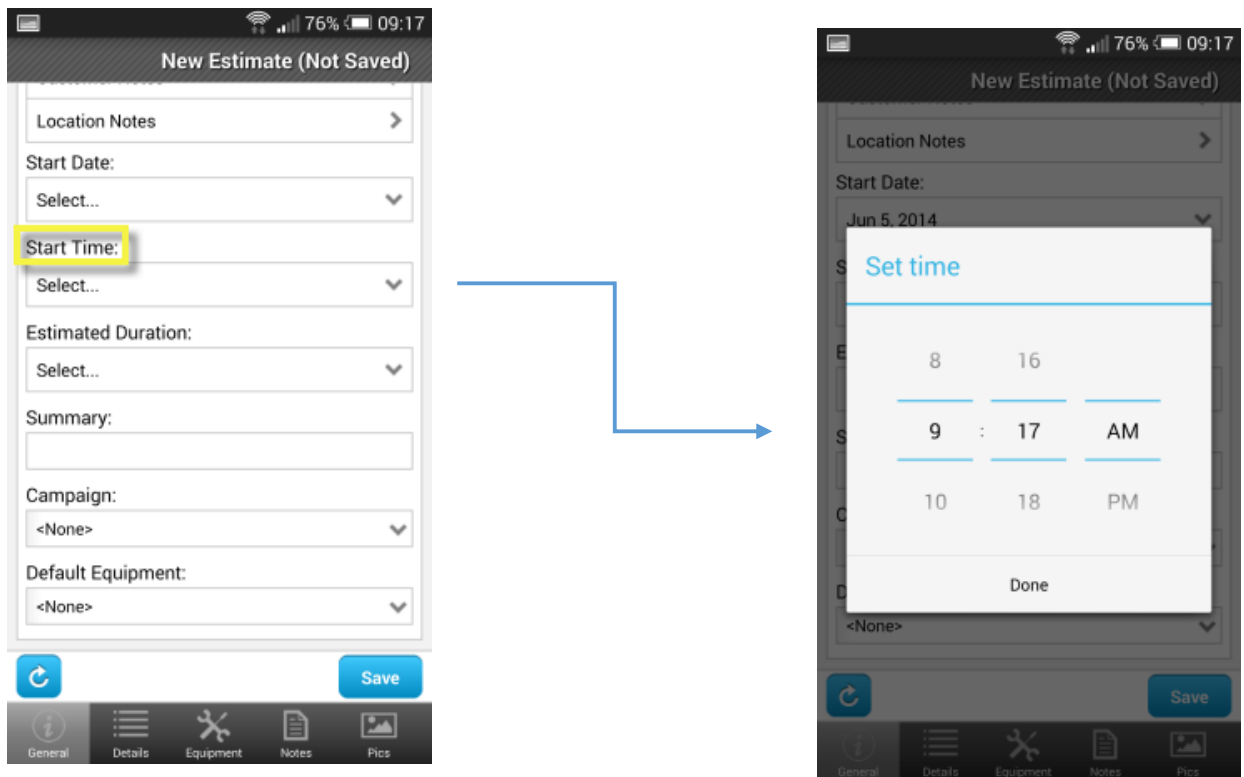 76% 09:17
New Estimate (Not Saved)
Location Notes
Start Date:
Select...
Start Time:
Select...
Estimated Duration:
Select...
Summary:
Campaign:
<None>
Default Equipment:
<None>
Save
General Details Equipment Notes Pics
76% 09:17
New Estimate (Not Saved)
Location Notes
Start Date:
Jun 5, 2014
S
Set time
E
8 16
S
9 : 17 AM
C
10 18 PM
D
Done
<None>
Save
General Details Equipment Notes Pics